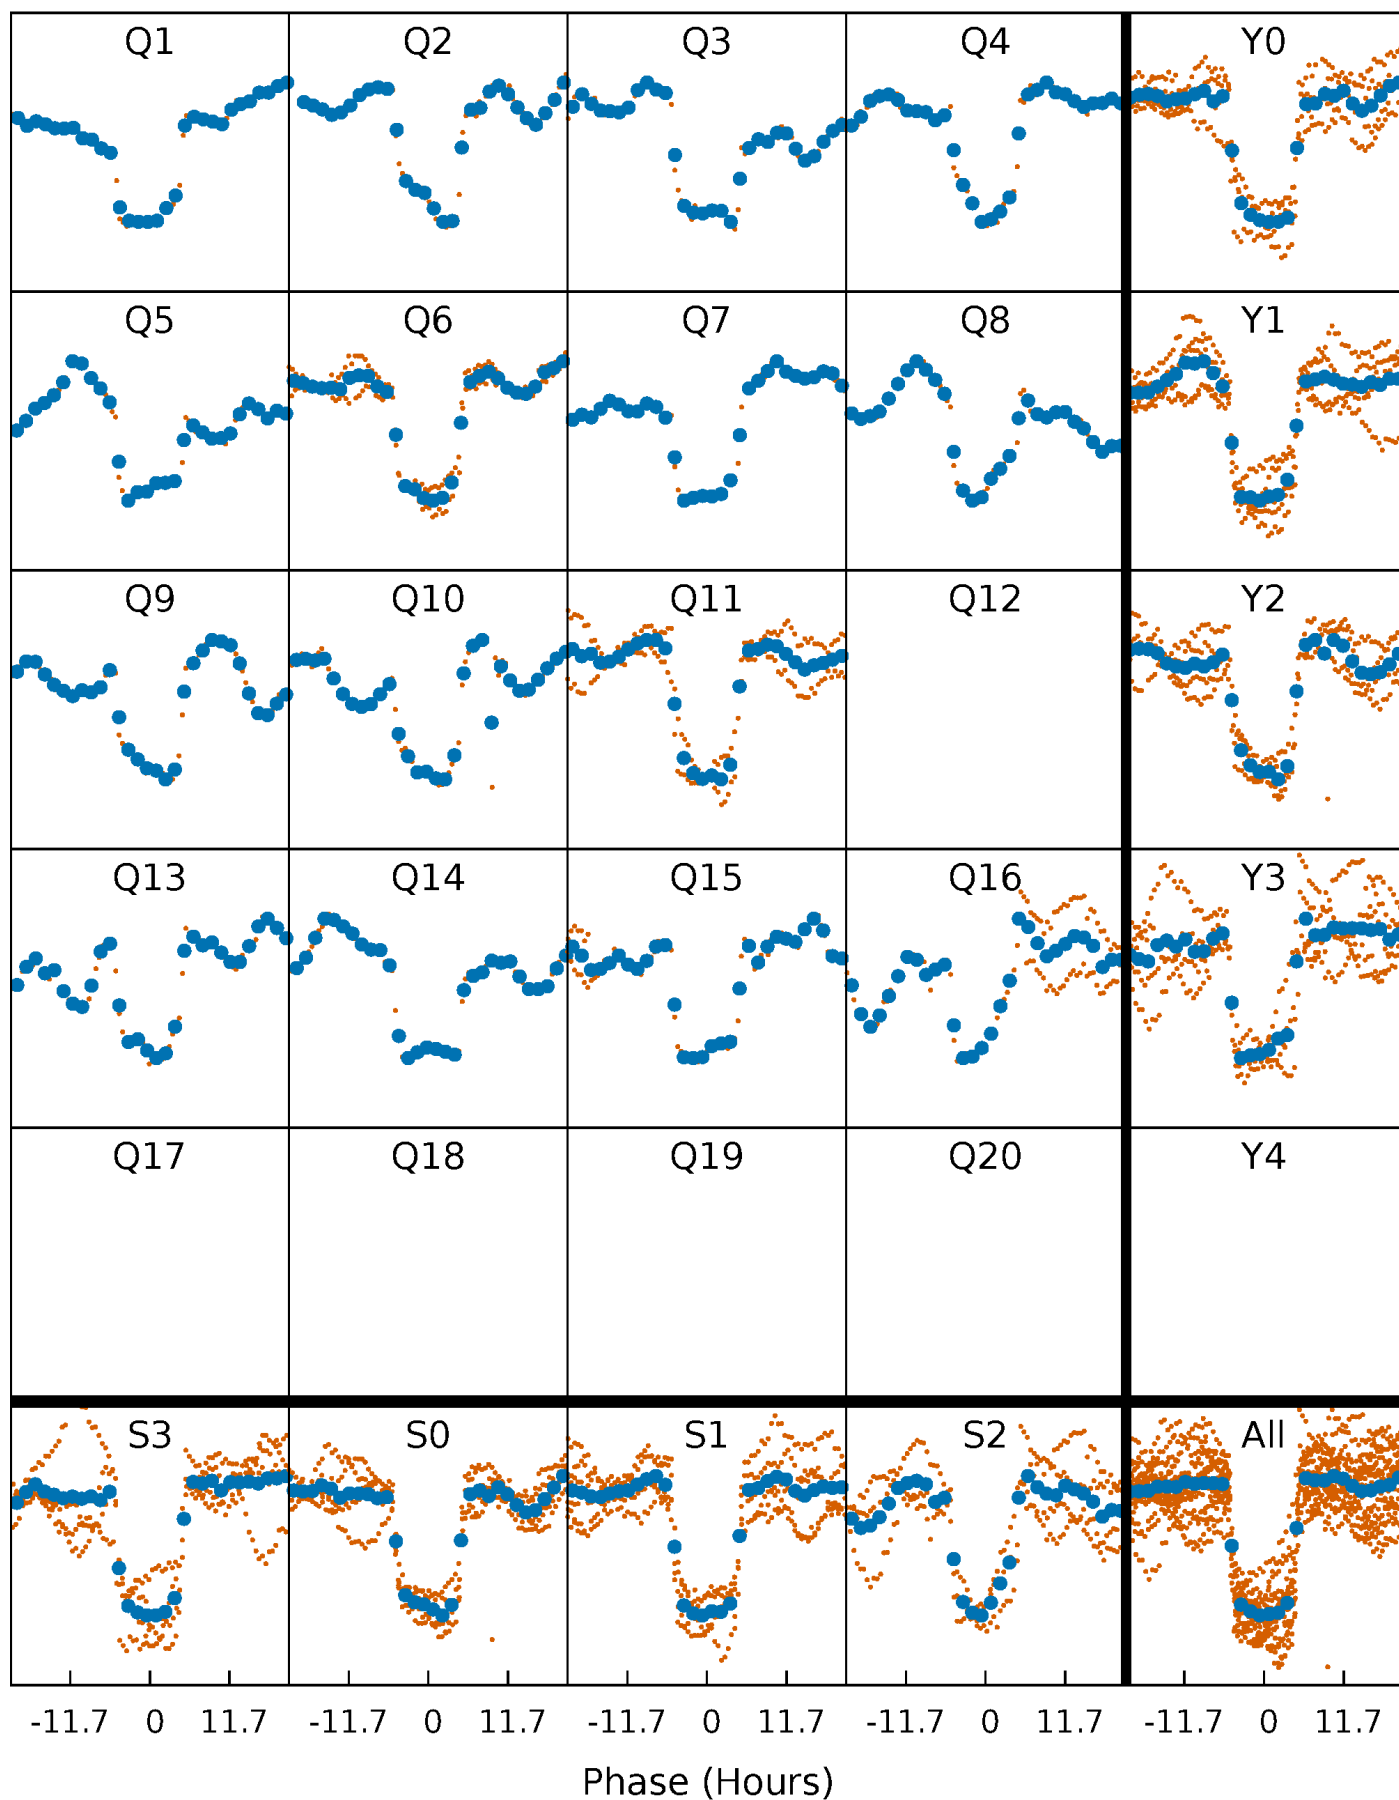 Q1 Q2 Q3 Q4 Y0
Q5 Q6 Q7 Q8 Y1
Q9 Q10 Q11 Q12 Y2
Q13 Q14 Q15 Q16 Y3
Q17 Q18 Q19 Q20 Y4
S3 S0 S1 S2 All
-11.7 0 11.7 -11.7 0 11.7 -11.7 0 11.7 -11.7 0 11.7 -11.7 0 11.7
Phase (Hours)